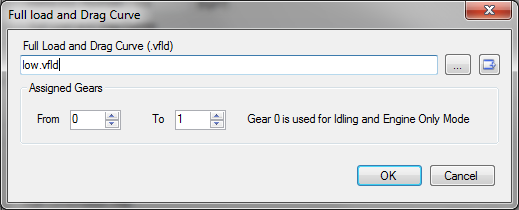 Full load and Drag Curve
Full Load and Drag Curve (.vfld)
low.vfld
...
Assigned Gears
From 0 To 1 Gear 0 is used for Idling and Engine Only Mode
OK Cancel